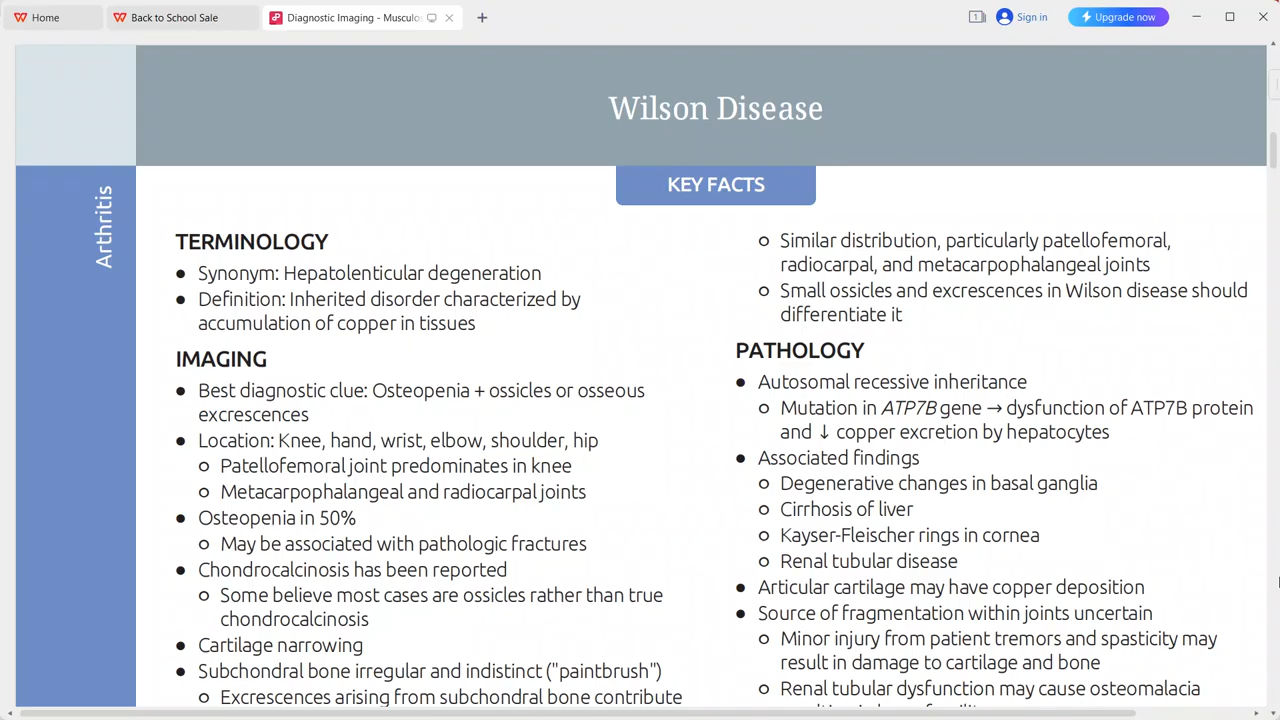 Home
Back to School Sale
Diagnostic Imaging - Musculo
1
Sign in
Upgrade now
Wilson Disease
Arthritis
KEY FACTS
TERMINOLOGY
● Synonym: Hepatolenticular degeneration
● Definition: Inherited disorder characterized by
accumulation of copper in tissues
IMAGING
● Best diagnostic clue: Osteopenia + ossicles or osseous
excrescences
● Location: Knee, hand, wrist, elbow, shoulder, hip
○ Patellofemoral joint predominates in knee
○ Metacarpophalangeal and radiocarpal joints
● Osteopenia in 50%
○ May be associated with pathologic fractures
● Chondrocalcinosis has been reported
○ Some believe most cases are ossicles rather than true
chondrocalcinosis
● Cartilage narrowing
● Subchondral bone irregular and indistinct ("paintbrush")
○ Excrescences arising from subchondral bone contribute
○ Similar distribution, particularly patellofemoral,
radiocarpal, and metacarpophalangeal joints
○ Small ossicles and excrescences in Wilson disease should
differentiate it
PATHOLOGY
● Autosomal recessive inheritance
○ Mutation in ATP7B gene → dysfunction of ATP7B protein
and ↓ copper excretion by hepatocytes
● Associated findings
○ Degenerative changes in basal ganglia
○ Cirrhosis of liver
○ Kayser-Fleischer rings in cornea
○ Renal tubular disease
● Articular cartilage may have copper deposition
● Source of fragmentation within joints uncertain
○ Minor injury from patient tremors and spasticity may
result in damage to cartilage and bone
○ Renal tubular dysfunction may cause osteomalacia